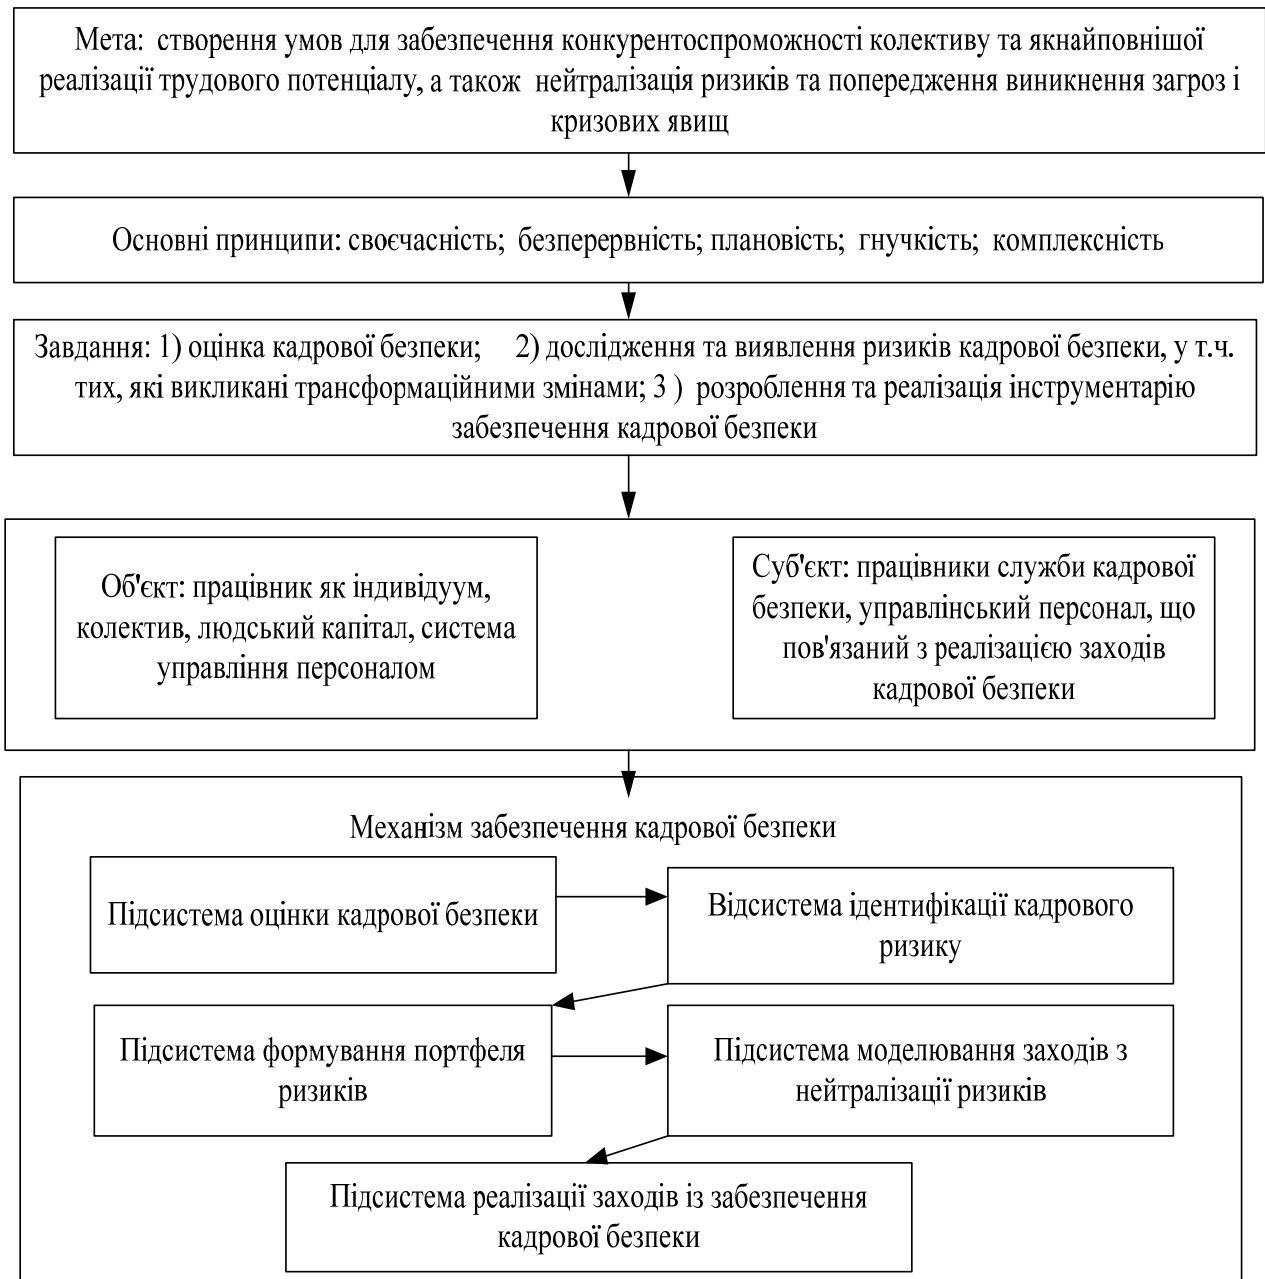 Мета: створення умов для забезпечення конкурентоспроможності колективу та якнайповнішої
реалізації трудового потенціалу, а також нейтралізація ризиків та попередження виникнення загроз і
кризових явищ
Основні принципи: своєчасність; безперервність; плановість; гнучкість; комплексність
Завдання: 1) оцінка кадрової безпеки; 2) дослідження та виявлення ризиків кадрової безпеки, у т.ч.
тих, які викликані трансформаційними змінами; 3 ) розроблення та реалізація інструментарію
забезпечення кадрової безпеки
Об'єкт: працівник як індивідуум,
колектив, людський капітал, система
управління персоналом
Суб'єкт: працівники служби кадрової
безпеки, управлінський персонал, що
пов'язаний з реалізацією заходів
кадрової безпеки
Механізм забезпечення кадрової безпеки
Підсистема оцінки кадрової безпеки
Відсистема ідентифікації кадрового
ризику
Підсистема формування портфеля
ризиків
Підсистема моделювання заходів з
нейтралізації ризиків
Підсистема реалізації заходів із забезпечення
кадрової безпеки